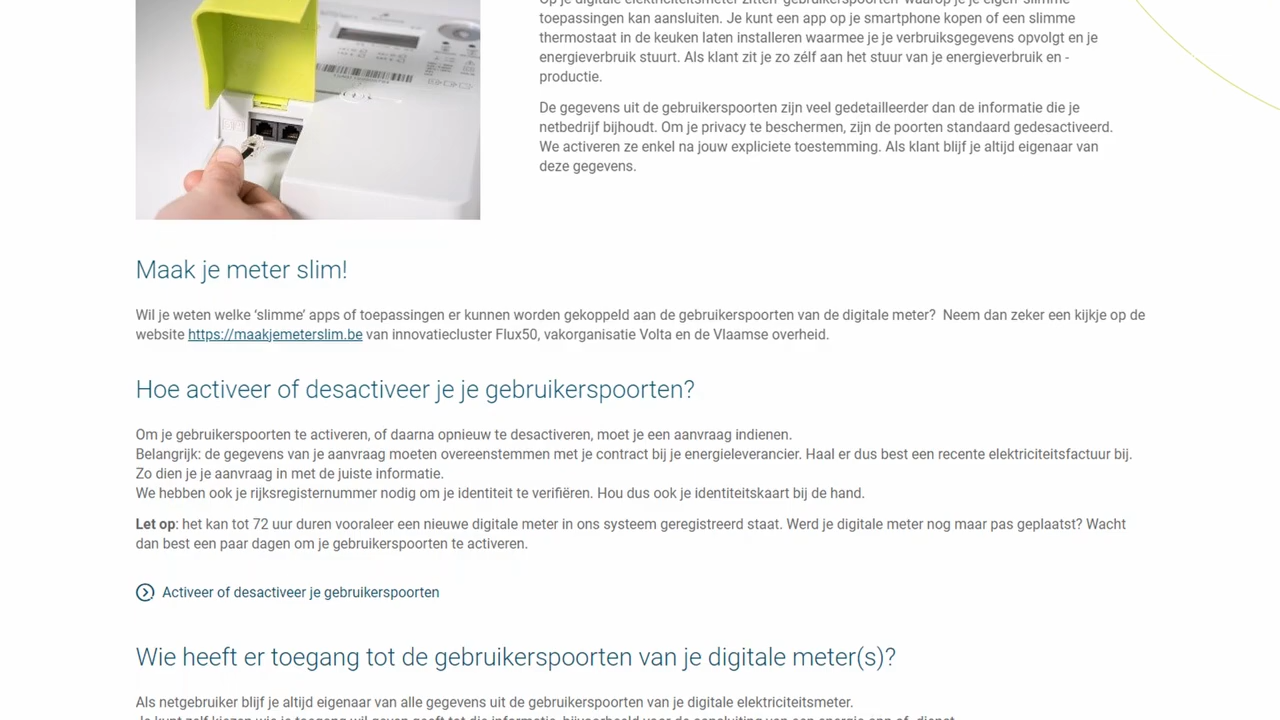 Op je digitale elektriciteitsmeter zitten 'gebruikerspoorten' waarop je je eigen 'slimme'
toepassingen kan aansluiten. Je kunt een app op je smartphone kopen of een slimme
thermostaat in de keuken laten installeren waarmee je je verbruiksgegevens opvolgt en je
energieverbruik stuurt. Als klant zit je zo zélf aan het stuur van je energieverbruik en -
productie.
De gegevens uit de gebruikerspoorten zijn veel gedetailleerder dan de informatie die je
netbedrijf bijhoudt. Om je privacy te beschermen, zijn de poorten standaard gedesactiveerd.
We activeren ze enkel na jouw expliciete toestemming. Als klant blijf je altijd eigenaar van
deze gegevens.
Maak je meter slim!
Wil je weten welke ‘slimme’ apps of toepassingen er kunnen worden gekoppeld aan de gebruikerspoorten van de digitale meter? Neem dan zeker een kijkje op de
website https://maakjemeterslim.be van innovatiecluster Flux50, vakorganisatie Volta en de Vlaamse overheid.
Hoe activeer of desactiveer je je gebruikerspoorten?
Om je gebruikerspoorten te activeren, of daarna opnieuw te desactiveren, moet je een aanvraag indienen.
Belangrijk: de gegevens van je aanvraag moeten overeenstemmen met je contract bij je energieleverancier. Haal er dus best een recente elektriciteitsfactuur bij.
Zo dien je je aanvraag in met de juiste informatie.
We hebben ook je rijksregisternummer nodig om je identiteit te verifiëren. Hou dus ook je identiteitskaart bij de hand.
Let op: het kan tot 72 uur duren vooraleer een nieuwe digitale meter in ons systeem geregistreerd staat. Werd je digitale meter nog maar pas geplaatst? Wacht
dan best een paar dagen om je gebruikerspoorten te activeren.
Activeer of desactiveer je gebruikerspoorten
Wie heeft er toegang tot de gebruikerspoorten van je digitale meter(s)?
Als netgebruiker blijf je altijd eigenaar van alle gegevens uit de gebruikerspoorten van je digitale elektriciteitsmeter.